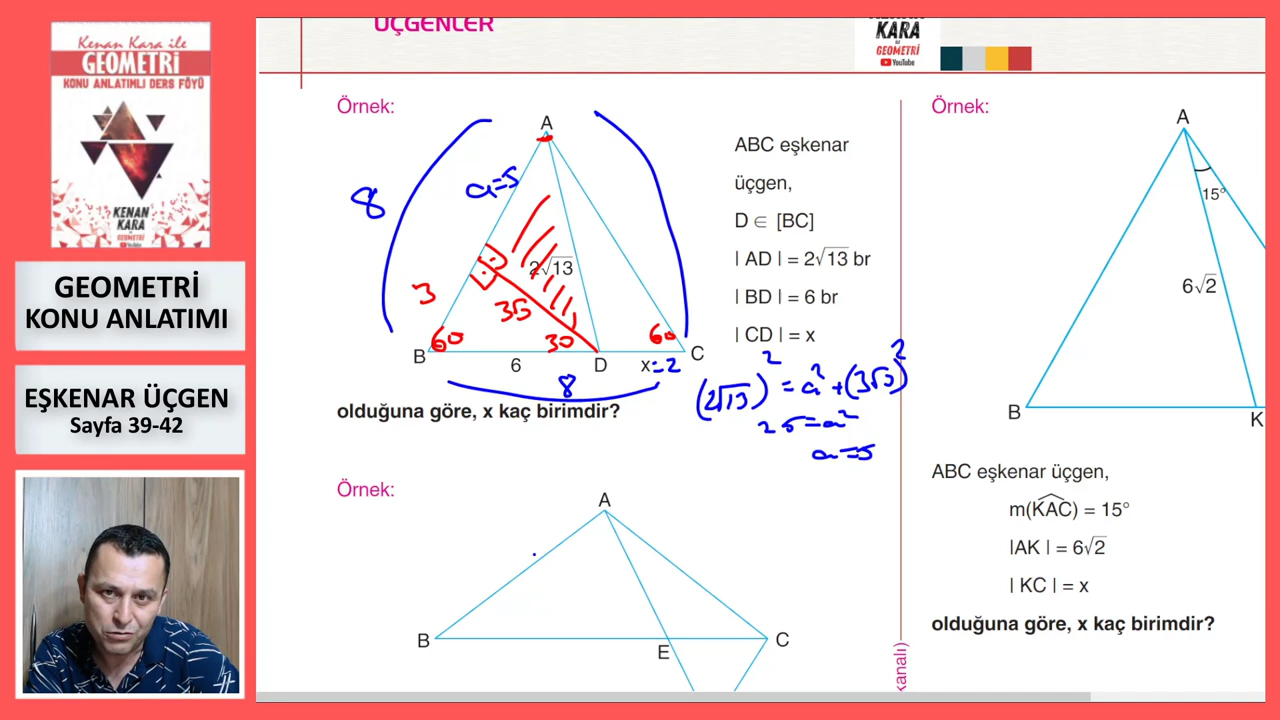 Kenan Kara ile
GEOMETRİ
KONU ANLATIMLI DERS FÖYÜ
KENAN
KARA
GEOMETRİ
GEOMETRİ
KONU ANLATIMI
EŞKENAR ÜÇGEN
Sayfa 39-42
ÜÇGENLER
KARA
ile
GEOMETRİ
YouTube
Örnek:
A
a=5
8
2√13
3
3√3
60
30
60
B
6
D
x=2
C
8
ABC eşkenar
üçgen,
D ∈ [BC]
| AD | = 2√13 br
| BD | = 6 br
| CD | = x
olduğuna göre, x kaç birimdir?
(2√13)² = a² + (3√3)²
25 = a²
a = 5
Örnek:
A
B
E
C
Örnek:
A
15°
6√2
B
K
ABC eşkenar üçgen,
m(KAC) = 15°
|AK | = 6√2
| KC | = x
olduğuna göre, x kaç birimdir?
kanalı)